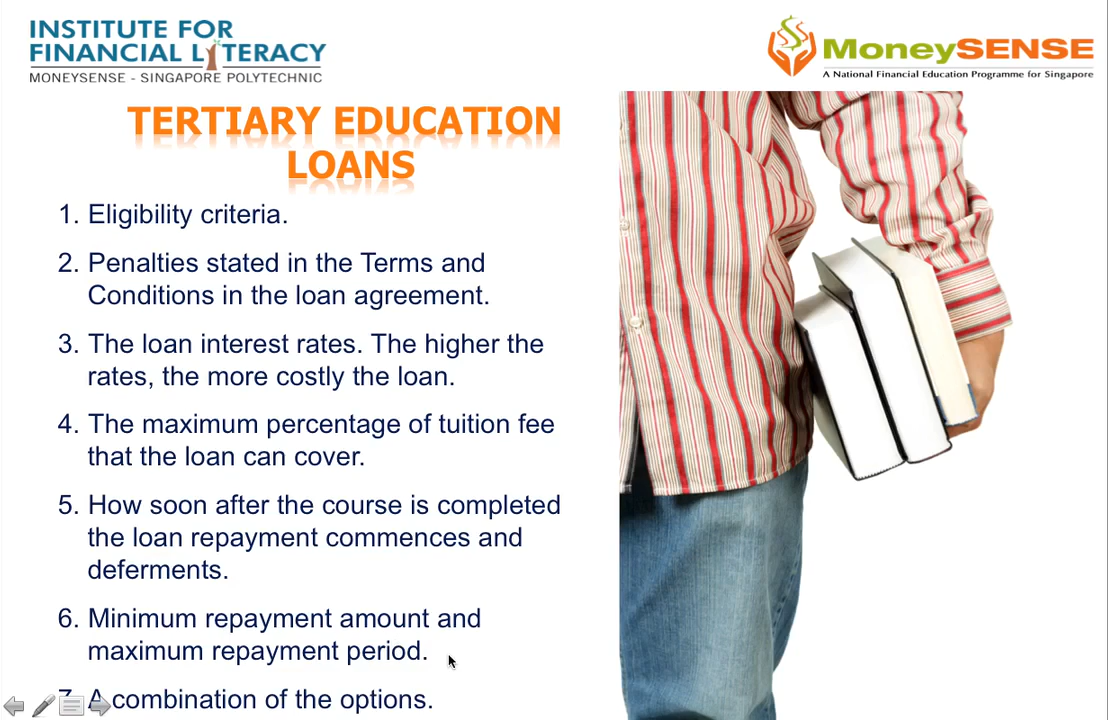 INSTITUTE FOR
FINANCIAL LITERACY
MONEYSENSE - SINGAPORE POLYTECHNIC
MoneySENSE
A National Financial Education Programme for Singapore
TERTIARY EDUCATION
LOANS
1. Eligibility criteria.
2. Penalties stated in the Terms and
Conditions in the loan agreement.
3. The loan interest rates. The higher the
rates, the more costly the loan.
4. The maximum percentage of tuition fee
that the loan can cover.
5. How soon after the course is completed
the loan repayment commences and
deferments.
6. Minimum repayment amount and
maximum repayment period.
7. A combination of the options.